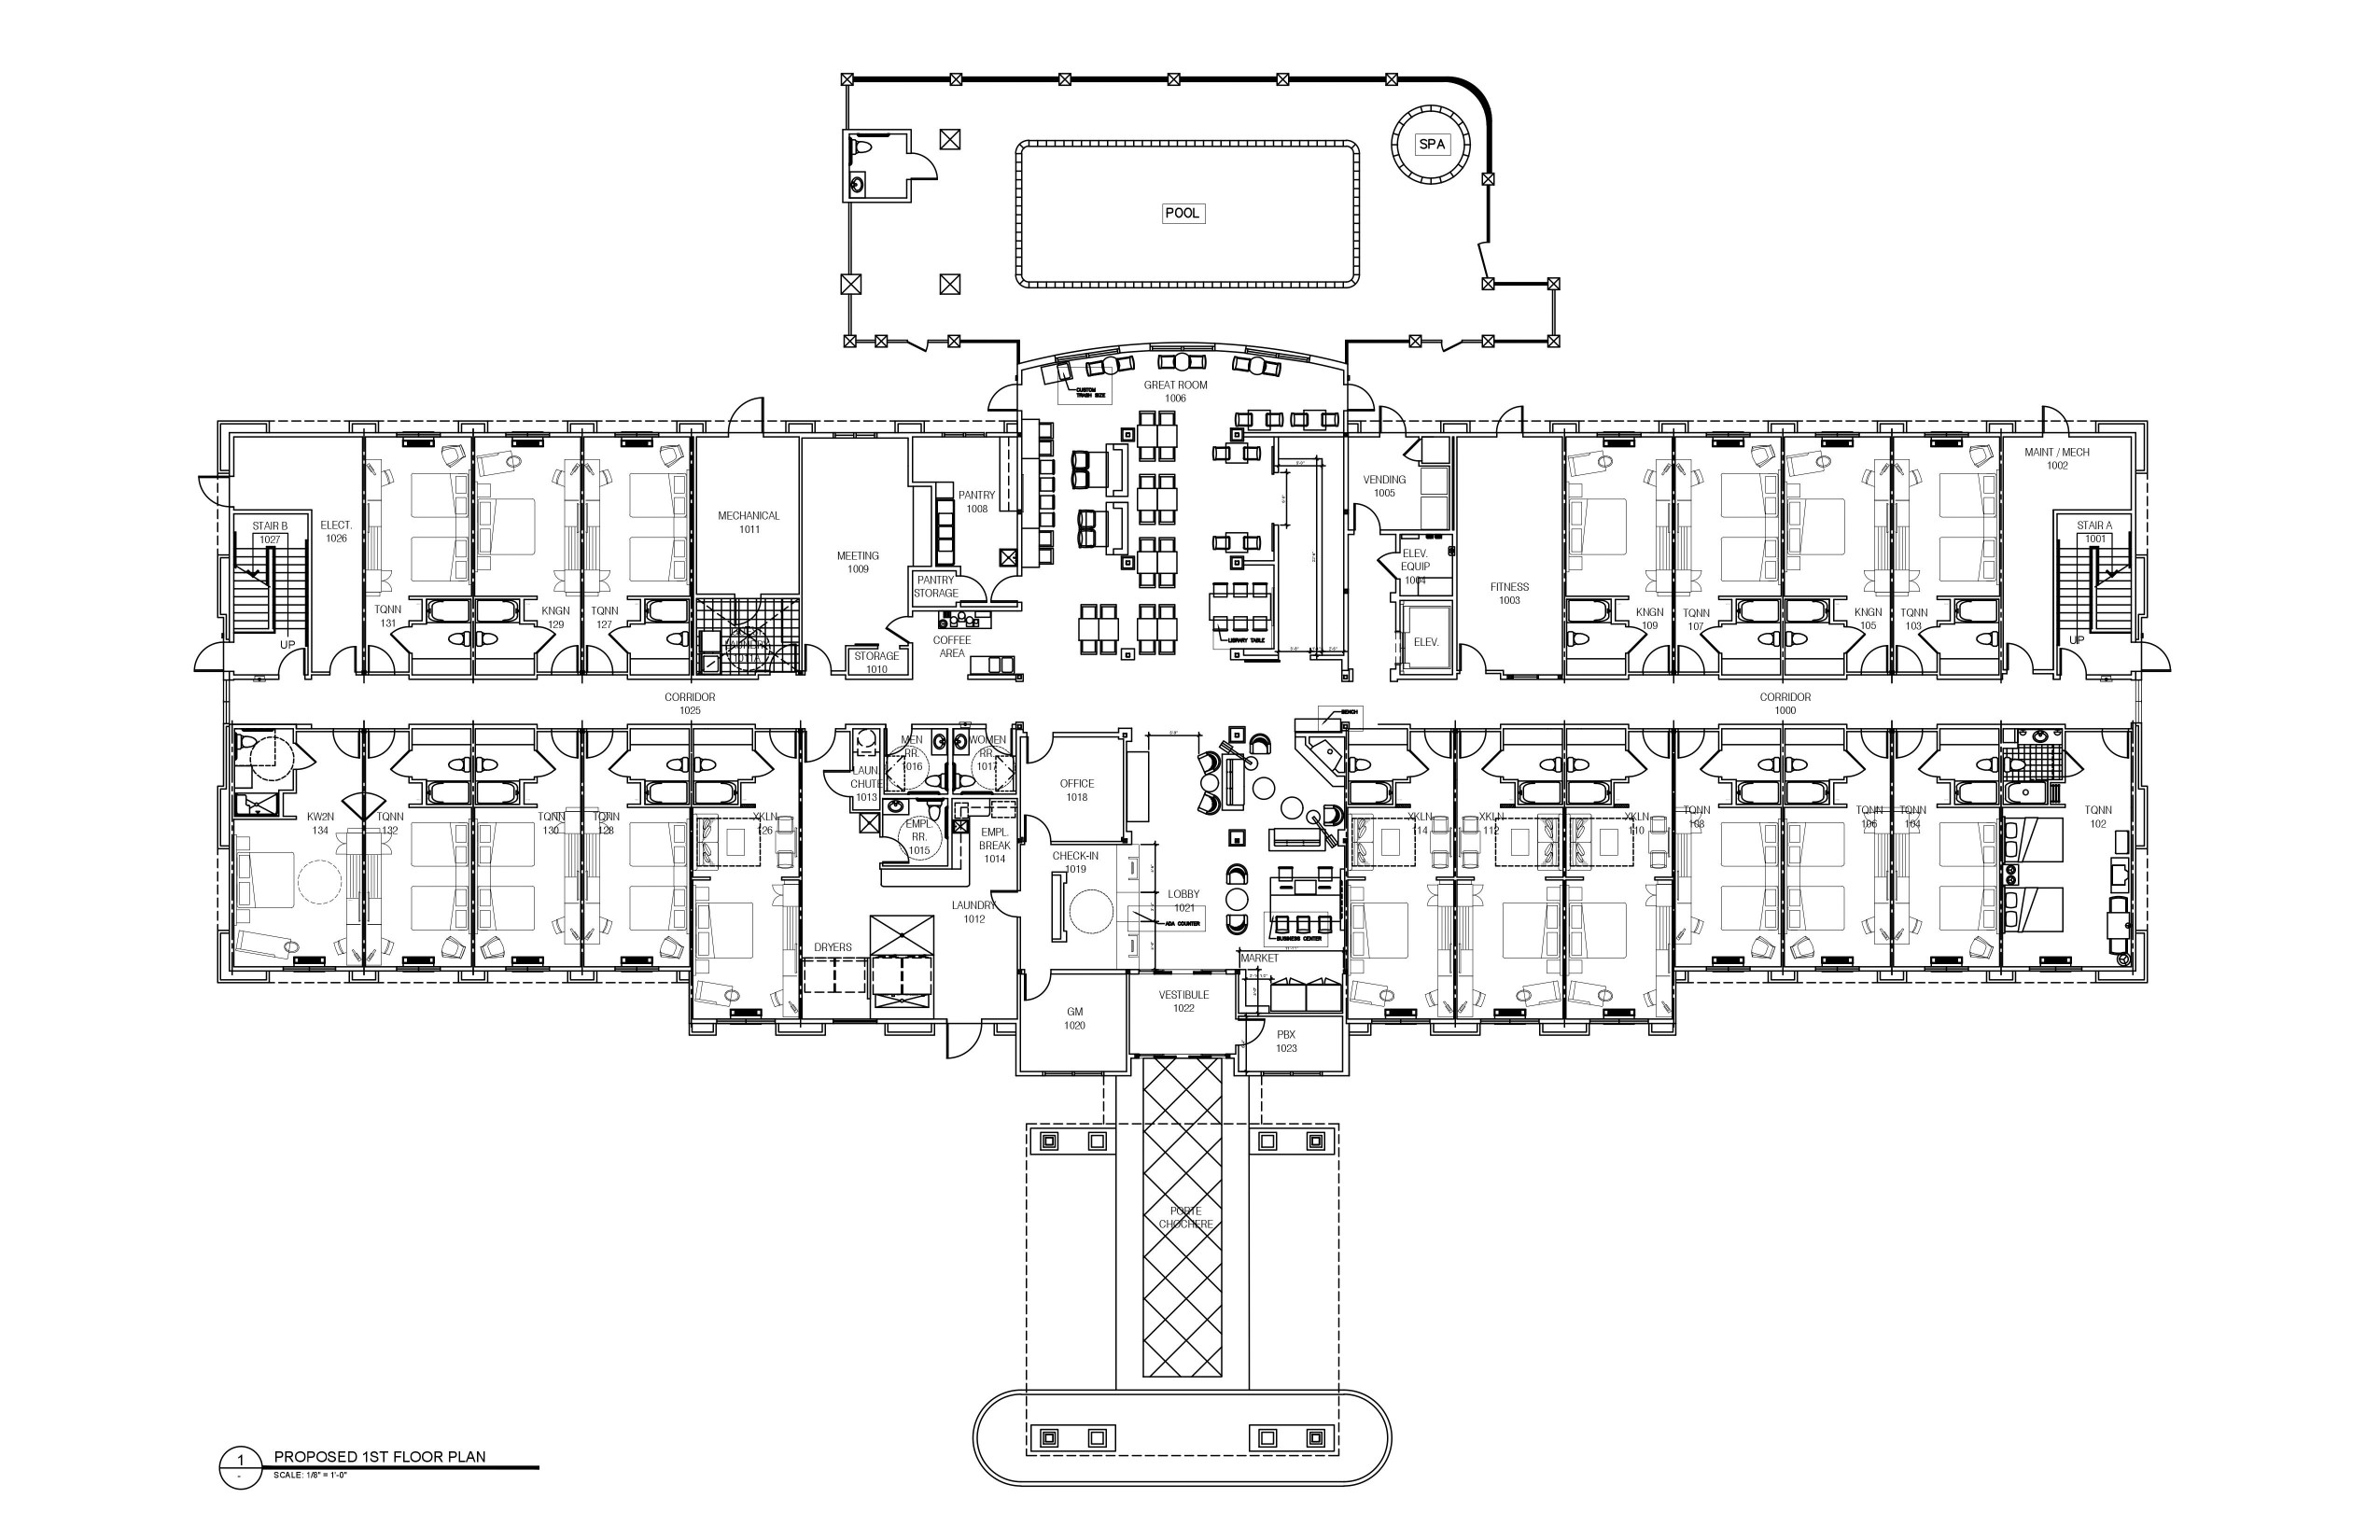 SPA
POOL
CUSTOM
TRASH SIZE
GREAT ROOM
1006
MAINT / MECH
1002
VENDING
1005
PANTRY
1008
MECHANICAL
1011
STAIR B
1027
ELECT.
1026
STAIR A
1001
MEETING
1009
ELEV.
EQUIP
1004
PANTRY
STORAGE
FITNESS
1003
TQNN
131
KNGN
129
TQNN
127
KNGN
109
TQNN
107
KNGN
105
TQNN
103
LIBRARY TABLE
COFFEE
AREA
ELEV.
UP
UP
STORAGE
1010
CORRIDOR
1025
CORRIDOR
1000
BENCH
MEN
RR.
1016
WOMEN
RR.
1017
LAUN.
CHUTE
1013
OFFICE
1018
KW2N
134
TQNN
132
TQNN
130
TQNN
128
XKLN
126
EMPL.
RR.
1015
EMPL.
BREAK
1014
XKLN
114
XKLN
112
XKLN
110
TQNN
108
TQNN
106
TQNN
104
TQNN
102
CHECK-IN
1019
LOBBY
1021
LAUNDRY
1012
ADA COUNTER
BUSINESS CENTER
DRYERS
MARKET
VESTIBULE
1022
GM
1020
PBX
1023
PORTE
CHOCHERE
1
-
PROPOSED 1ST FLOOR PLAN
SCALE: 1/8" = 1'-0"